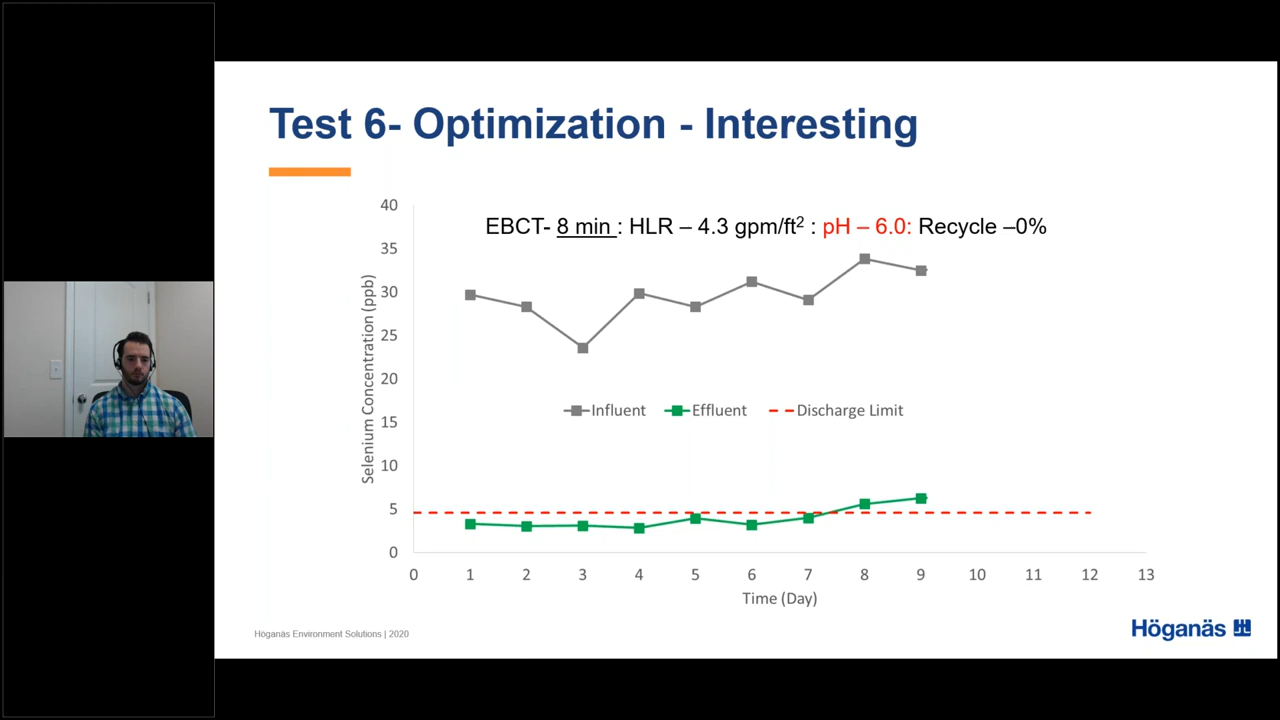 Test 6- Optimization - Interesting
EBCT- 8 min : HLR – 4.3 gpm/ft² : pH – 6.0: Recycle –0%
Selenium Concentration (ppb)
40
35
30
25
20
15
10
5
0
Influent Effluent Discharge Limit
0 1 2 3 4 5 6 7 8 9 10 11 12 13
Time (Day)
Höganäs Environment Solutions | 2020
Höganäs